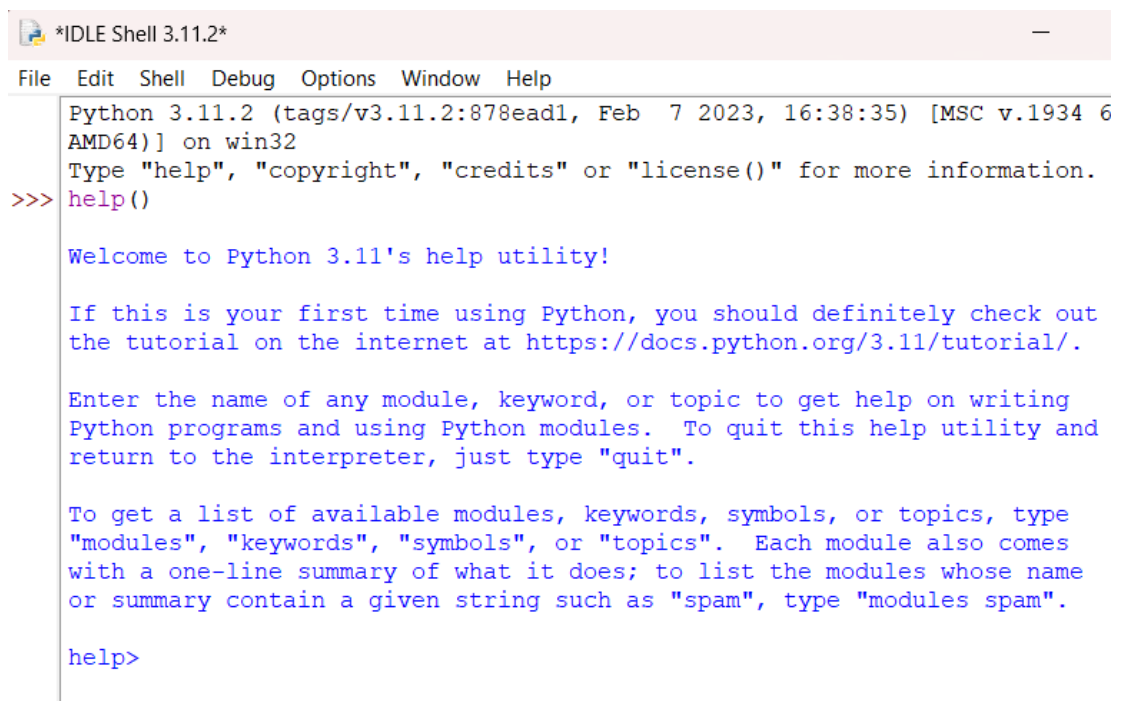 *IDLE Shell 3.11.2*
File Edit Shell Debug Options Window Help
Python 3.11.2 (tags/v3.11.2:878ead1, Feb  7 2023, 16:38:35) [MSC v.1934 6
AMD64)] on win32
Type "help", "copyright", "credits" or "license()" for more information.
>>> help()
Welcome to Python 3.11's help utility!
If this is your first time using Python, you should definitely check out
the tutorial on the internet at https://docs.python.org/3.11/tutorial/.
Enter the name of any module, keyword, or topic to get help on writing
Python programs and using Python modules.  To quit this help utility and
return to the interpreter, just type "quit".
To get a list of available modules, keywords, symbols, or topics, type
"modules", "keywords", "symbols", or "topics".  Each module also comes
with a one-line summary of what it does; to list the modules whose name
or summary contain a given string such as "spam", type "modules spam".
help>